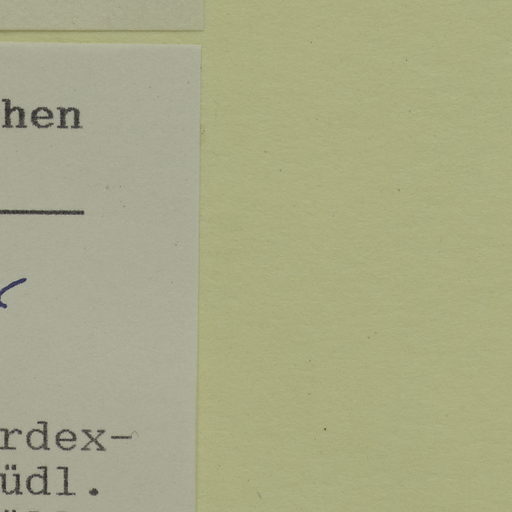 hen
rdex-
üdl.